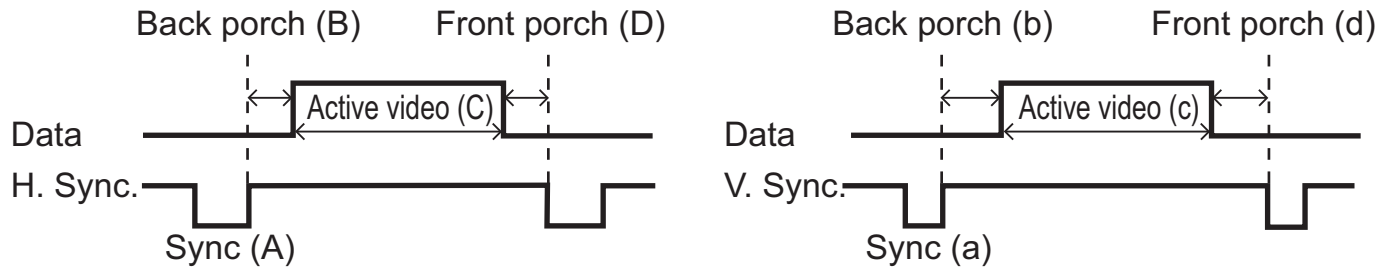 Back porch (B) Front porch (D)
Active video (C)
Data
H. Sync.
Sync (A)
Back porch (b) Front porch (d)
Active video (c)
Data
V. Sync.
Sync (a)